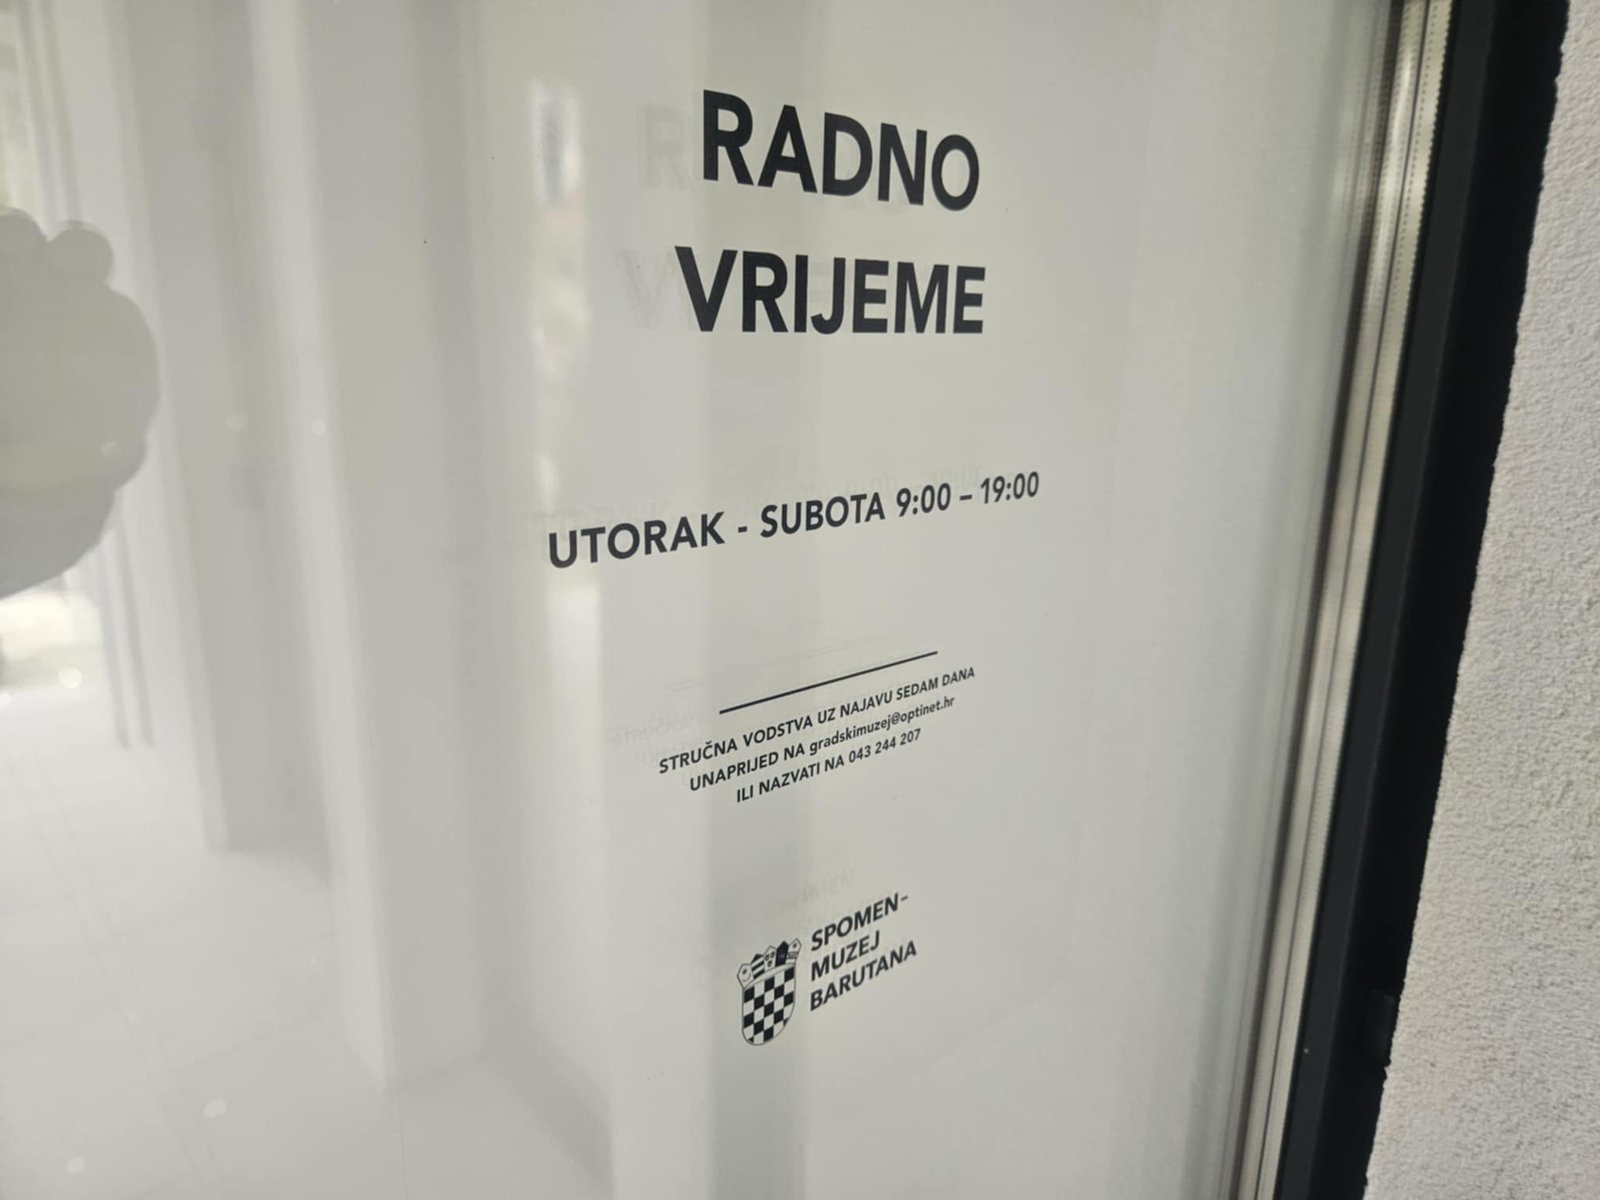 RADNO
VRIJEME
UTORAK - SUBOTA 9:00 – 19:00
STRUČNA VODSTVA UZ NAJAVU SEDAM DANA
UNAPRIJED NA gradskimuzej@optinet.hr
ILI NAZVATI NA 043 244 207
SPOMEN-
MUZEJ
BARUTANA